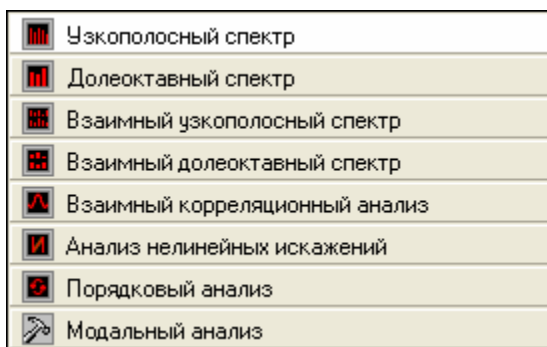 Узкополосный спектр
Долеоктавный спектр
Взаимный узкополосный спектр
Взаимный долеоктавный спектр
Взаимный корреляционный анализ
Анализ нелинейных искажений
Порядковый анализ
Модальный анализ